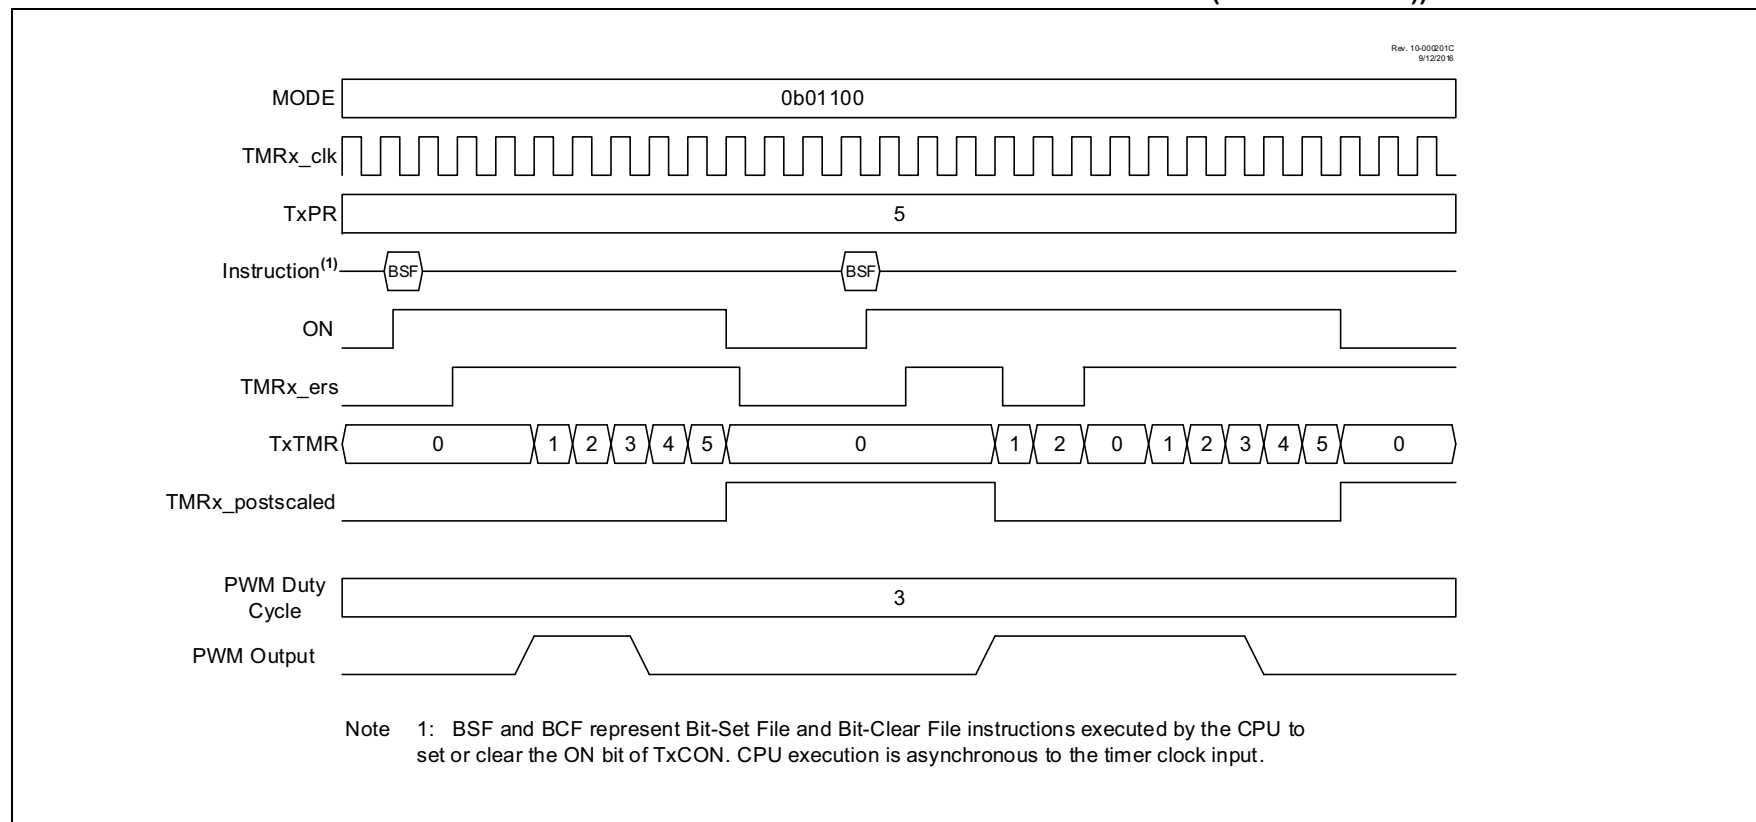 Rev. 10-000201C
9/12/2016
MODE 0b01100
TMRx_clk
TxPR 5
Instruction(1) BSF BSF
ON
TMRx_ers
TxTMR 0 1 2 3 4 5 0 1 2 0 1 2 3 4 5 0
TMRx_postscaled
PWM Duty
Cycle 3
PWM Output
Note 1: BSF and BCF represent Bit-Set File and Bit-Clear File instructions executed by the CPU to
set or clear the ON bit of TxCON. CPU execution is asynchronous to the timer clock input.